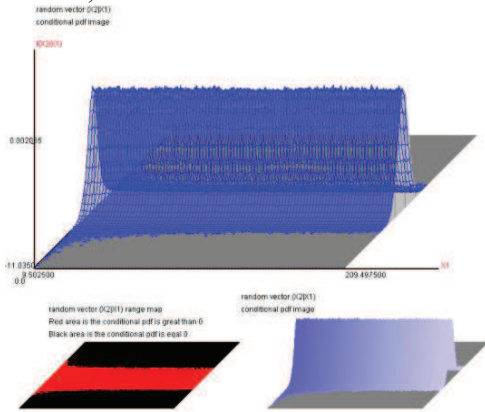 random vector (X2|X1)
conditional pdf image
f(X2|X1)
0.002085
-11.0350
9.502500
0.0
209.497500
X1
random vector (X2|X1) range map
Red area is the conditional pdf is great than 0
Black area is the conditional pdf is eqal 0
random vector (X2|X1)
conditional pdf image